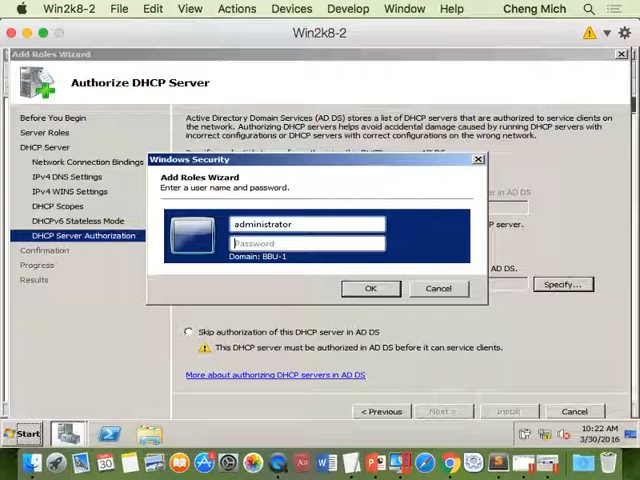 Win2k8-2 File Edit View Actions Devices Develop Window Help Cheng Mich
Win2k8-2
Add Roles Wizard
Authorize DHCP Server
Before You Begin
Server Roles
DHCP Server
Network Connection Bindings
IPv4 DNS Settings
IPv4 WINS Settings
DHCP Scopes
DHCPv6 Stateless Mode
DHCP Server Authorization
Confirmation
Progress
Results
Active Directory Domain Services (AD DS) stores a list of DHCP servers that are authorized to service clients on
the network. Authorizing DHCP servers helps avoid accidental damage caused by running DHCP servers with
incorrect configurations or DHCP servers with correct configurations on the wrong network.
Windows Security
Add Roles Wizard
Enter a user name and password.
administrator
Password
Domain: BBU-1
OK Cancel
er in AD DS
server.
AD DS.
Specify...
Skip authorization of this DHCP server in AD DS
This DHCP server must be authorized in AD DS before it can service clients.
More about authorizing DHCP servers in AD DS
< Previous Next > Install Cancel
Start
10:22 AM
3/30/2016